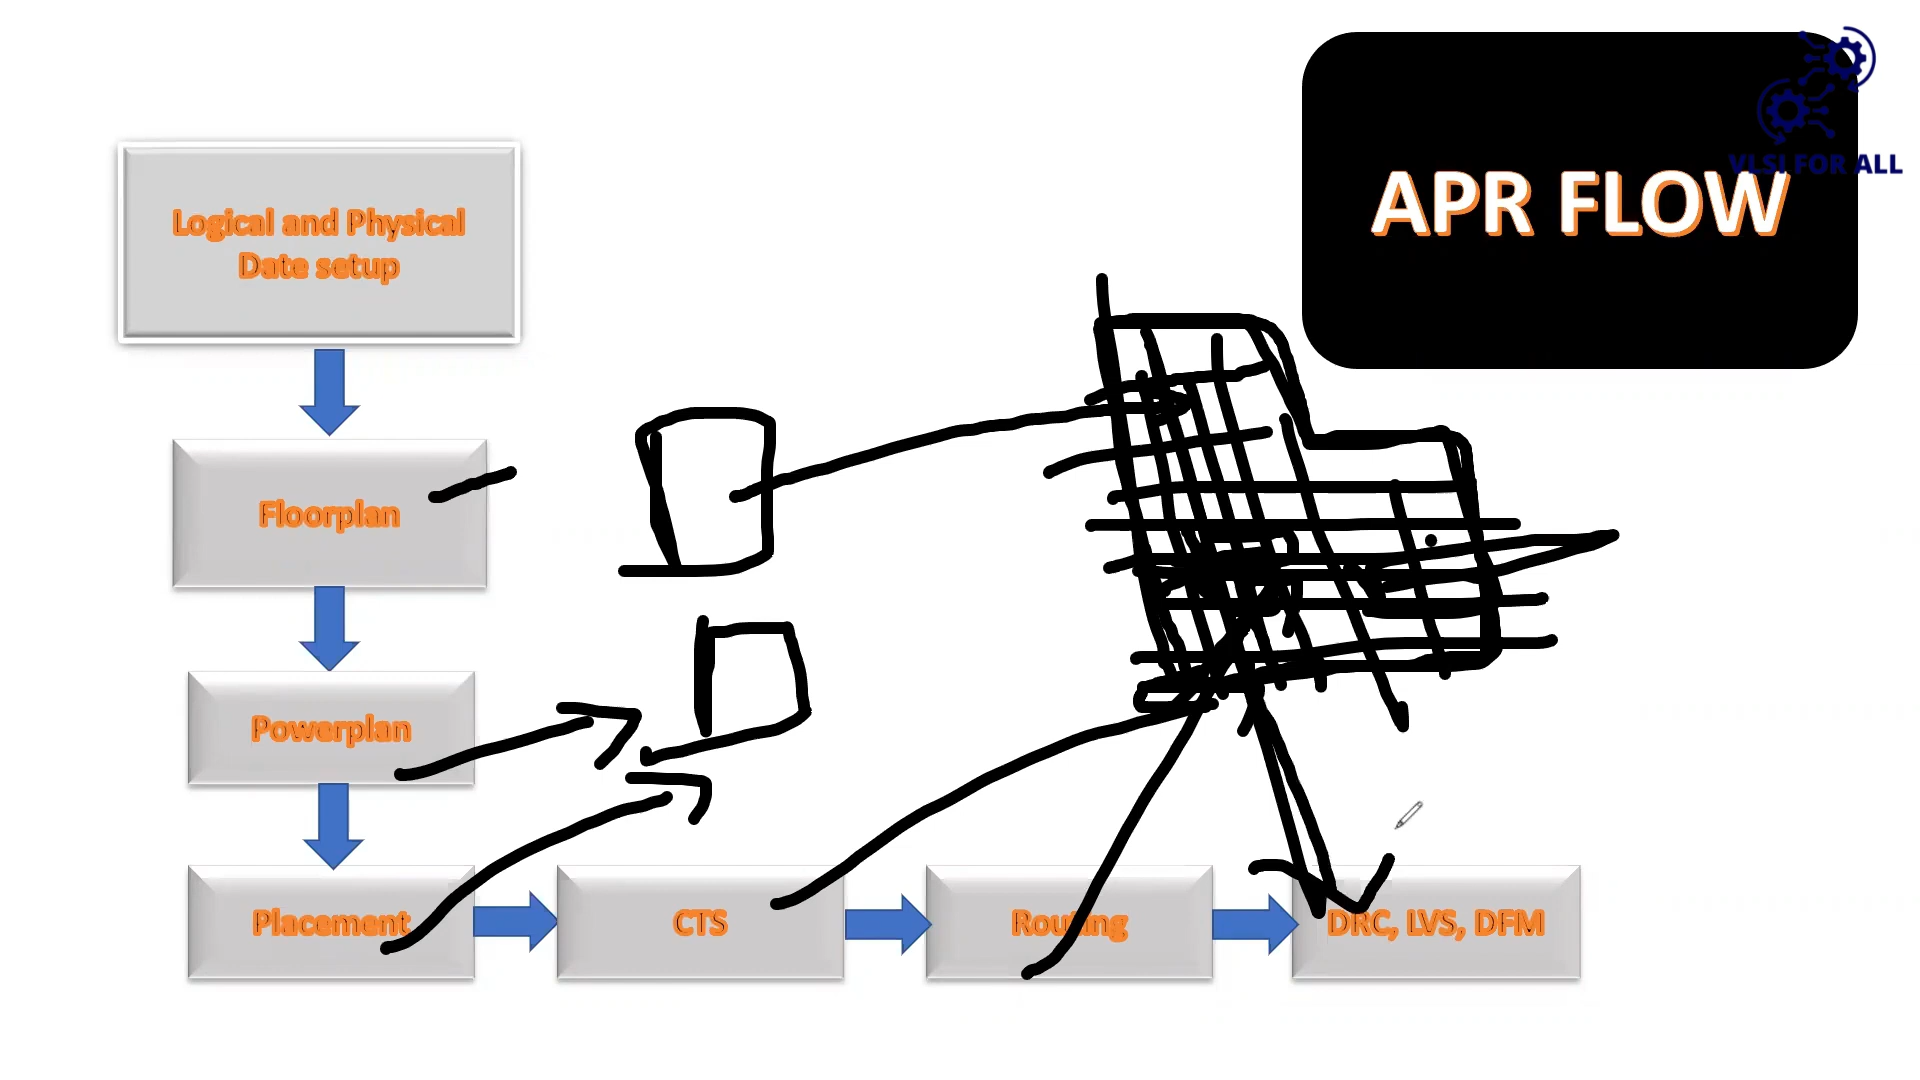 VLSI FOR ALL
APR FLOW
Logical and Physical
Date setup
Floorplan
Powerplan
Placement
CTS
Routing
DRC, LVS, DFM